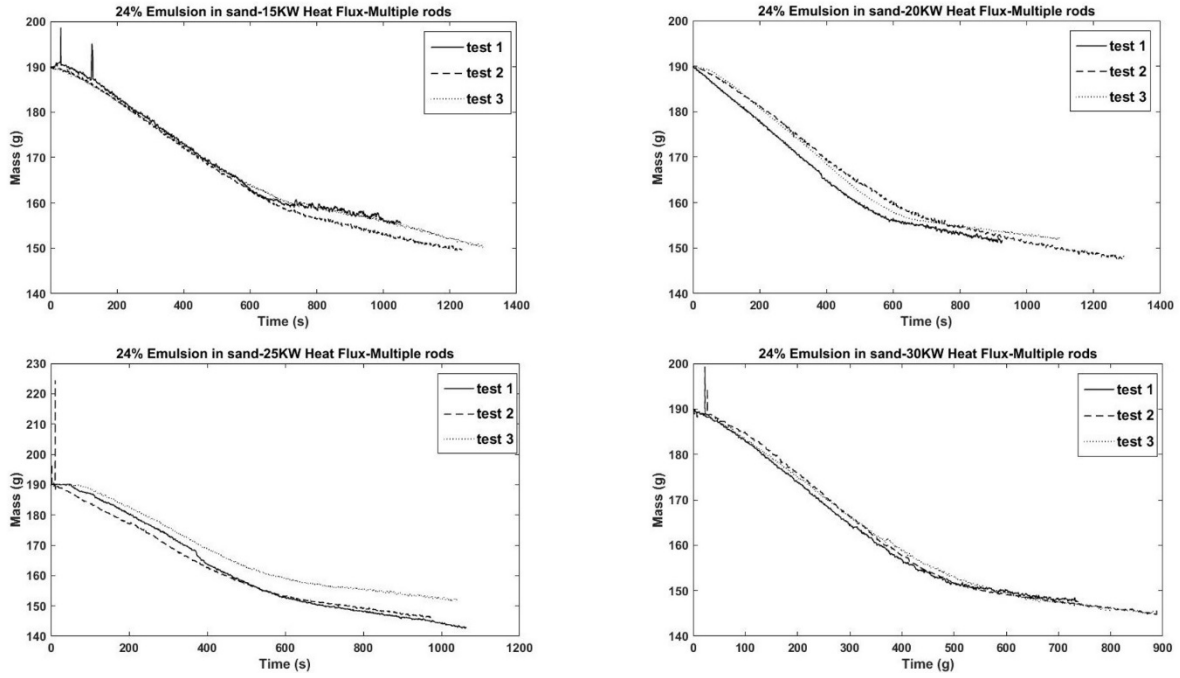 24% Emulsion in sand-15KW Heat Flux-Multiple rods
200
190
180
170
160
150
140
Mass (g)
test 1
test 2
test 3
0 200 400 600 800 1000 1200 1400
Time (s)
24% Emulsion in sand-20KW Heat Flux-Multiple rods
200
190
180
170
160
150
140
Mass (g)
test 1
test 2
test 3
0 200 400 600 800 1000 1200 1400
Time (s)
24% Emulsion in sand-25KW Heat Flux-Multiple rods
230
220
210
200
190
180
170
160
150
140
Mass (g)
test 1
test 2
test 3
0 200 400 600 800 1000 1200
Time (s)
24% Emulsion in sand-30KW Heat Flux-Multiple rods
200
190
180
170
160
150
140
Mass (g)
test 1
test 2
test 3
0 100 200 300 400 500 600 700 800 900
Time (g)